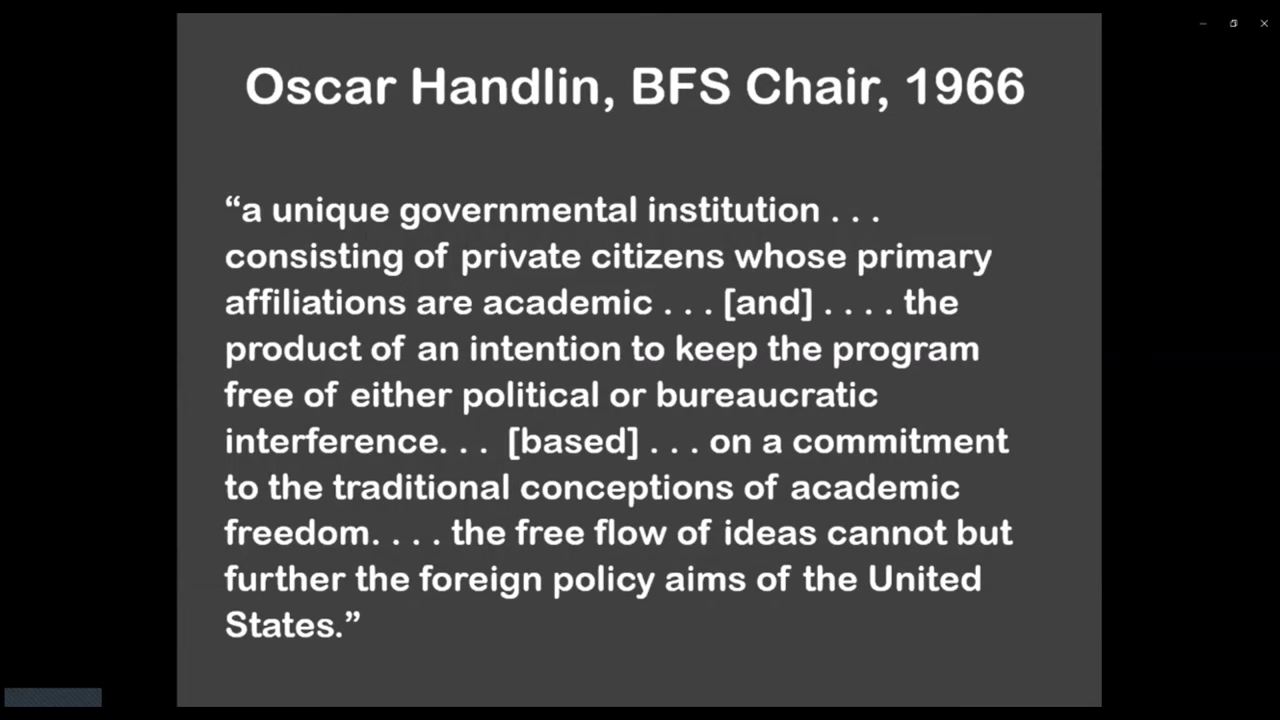 Oscar Handlin, BFS Chair, 1966
“a unique governmental institution . . .
consisting of private citizens whose primary
affiliations are academic . . . [and] . . . . the
product of an intention to keep the program
free of either political or bureaucratic
interference. . .  [based] . . . on a commitment
to the traditional conceptions of academic
freedom. . . . the free flow of ideas cannot but
further the foreign policy aims of the United
States.”